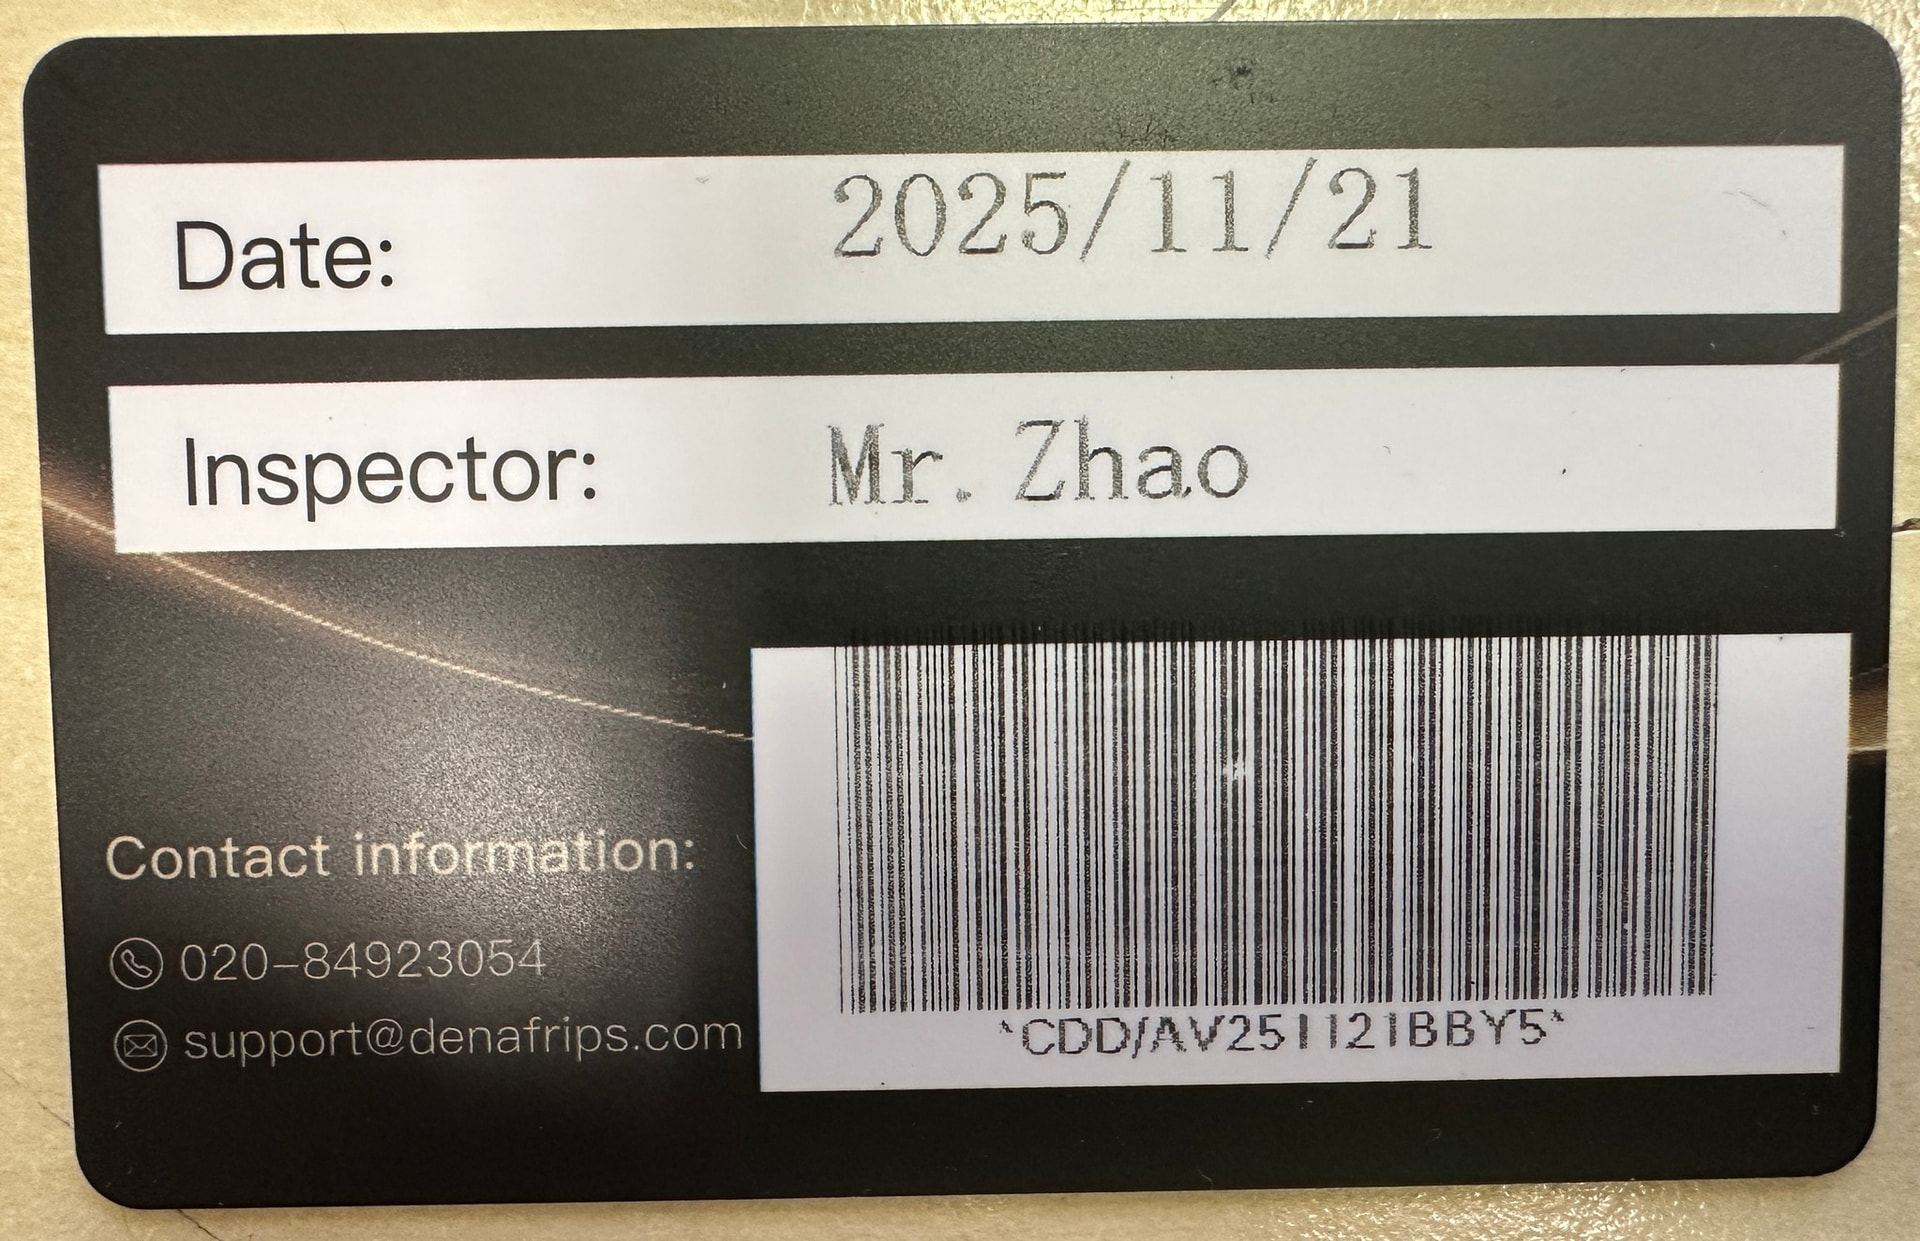 Date: 2025/11/21
Inspector: Mr. Zhao
Contact information:
020-84923054
support@denafrips.com
*CDD/AV251121BBY5*